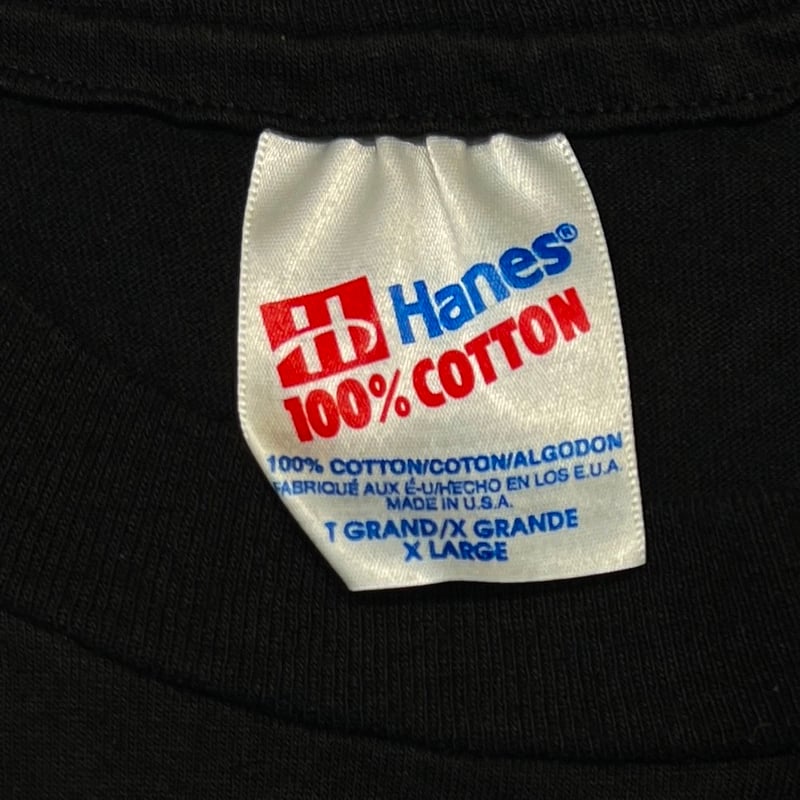 H Hanes®
100% COTTON
100% COTTON/COTON/ALGODON
FABRIQUÉ AUX É-U/HECHO EN LOS E.U.A.
MADE IN U.S.A.
T GRAND/X GRANDE
X LARGE